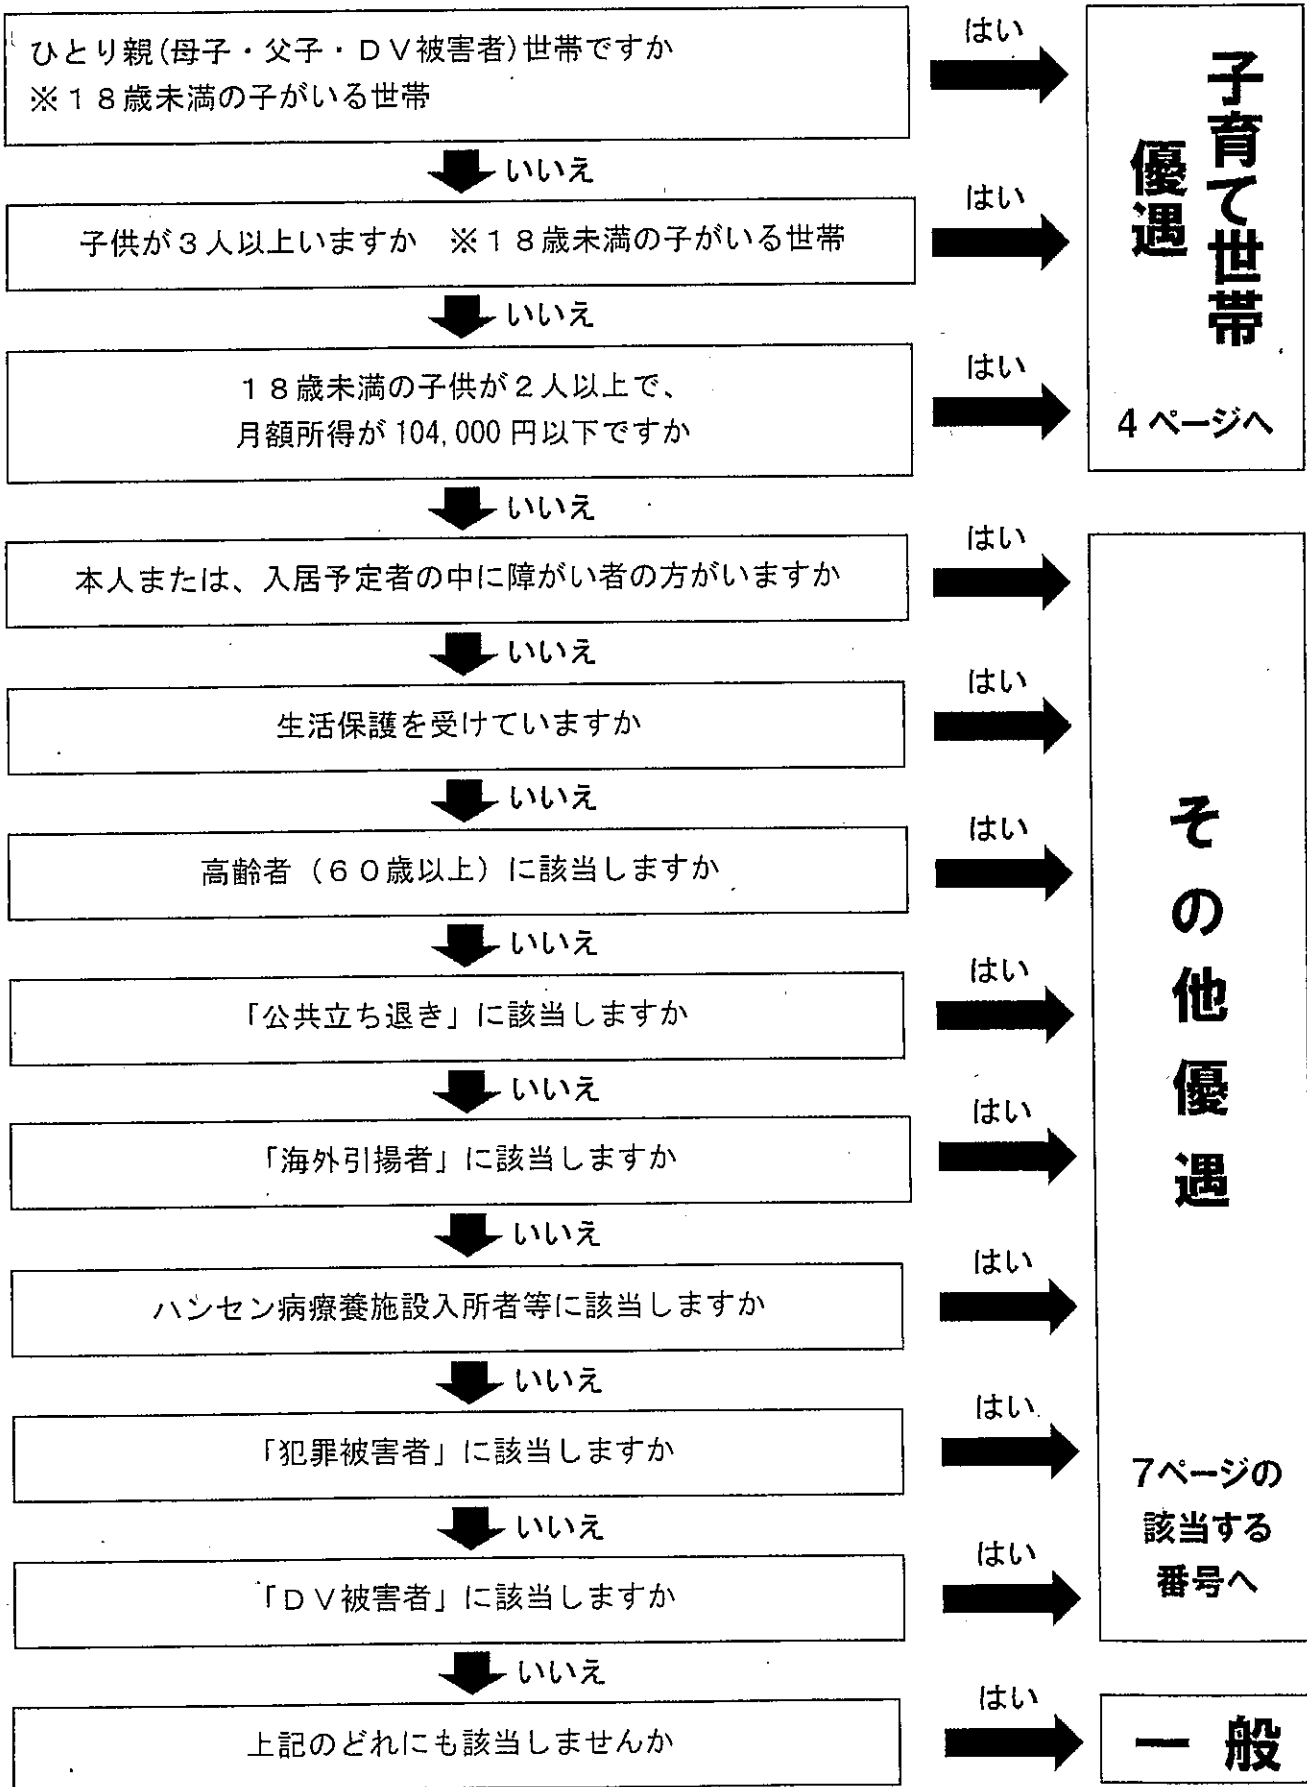 ひとり親(母子・父子・DV被害者)世帯ですか
※18歳未満の子がいる世帯
はい
いいえ
子供が3人以上いますか ※18歳未満の子がいる世帯
はい
いいえ
18歳未満の子供が2人以上で、
月額所得が104,000円以下ですか
はい
子育て世帯
優遇
4ページへ
いいえ
本人または、入居予定者の中に障がい者の方がいますか
はい
いいえ
生活保護を受けていますか
はい
いいえ
高齢者(60歳以上)に該当しますか
はい
いいえ
「公共立ち退き」に該当しますか
はい
いいえ
「海外引揚者」に該当しますか
はい
いいえ
ハンセン病療養施設入所者等に該当しますか
はい
いいえ
「犯罪被害者」に該当しますか
はい
いいえ
「DV被害者」に該当しますか
はい
その他優遇
7ページの
該当する
番号へ
いいえ
上記のどれにも該当しませんか
はい
一般